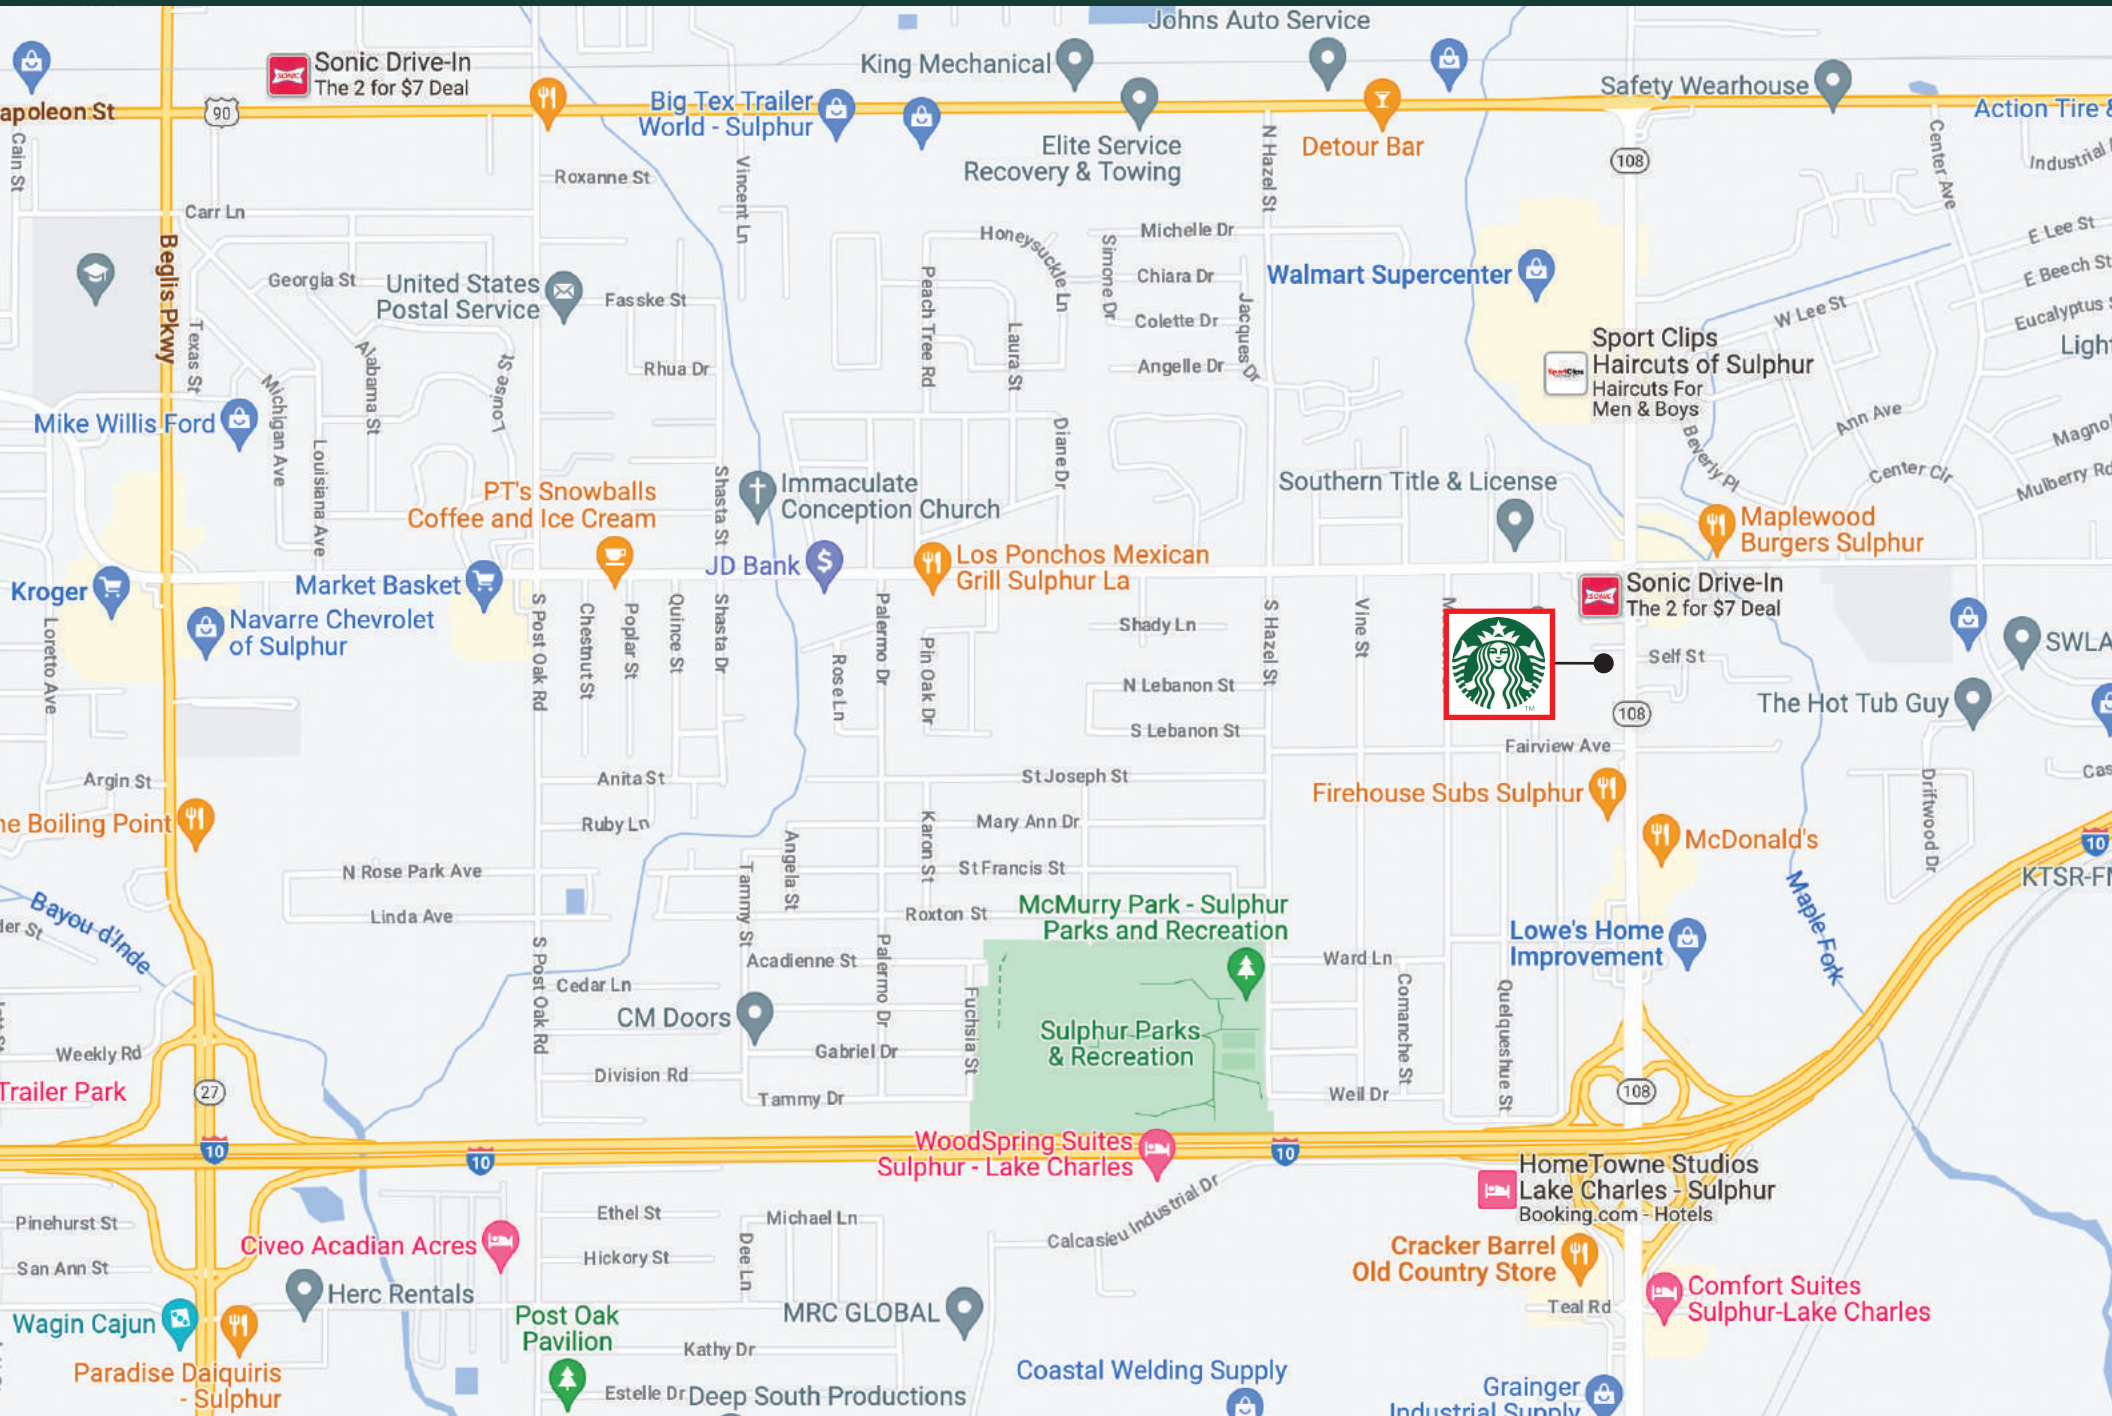 Johns Auto Service
King Mechanical
Sonic Drive-In
The 2 for $7 Deal
Safety Wearhouse
Big Tex Trailer
World - Sulphur
apoleon St
90
Action Tire &
Elite Service
Recovery & Towing
Detour Bar
108
Cain St
Vincent Ln
N Hazel St
Center Ave
Industrial
Roxanne St
Carr Ln
Beglis Pkwy
Honeysuckle Ln
Michelle Dr
Simone Dr
E Lee St
Georgia St
United States
Postal Service
Fasske St
Peach Tree Rd
Chiara Dr
Jacques Dr
Walmart Supercenter
E Beech St
Texas St
Colette Dr
W Lee St
Eucalyptus
Alabama St
Louise St
Rhua Dr
Laura St
Angelle Dr
Sport Clips
Haircuts of Sulphur
Haircuts For
Men & Boys
SportClips
Light
Michigan Ave
Mike Willis Ford
Louisiana Ave
Diane Dr
Beverly Pl
Ann Ave
Magnol
Center Cir
Mulberry Rd
Southern Title & License
PT's Snowballs
Coffee and Ice Cream
Shasta St
Immaculate
Conception Church
Maplewood
Burgers Sulphur
JD Bank
Los Ponchos Mexican
Grill Sulphur La
Market Basket
Kroger
Sonic Drive-In
The 2 for $7 Deal
Navarre Chevrolet
of Sulphur
Loretto Ave
S Post Oak Rd
Chestnut St
Poplar St
Quince St
Shasta Dr
Palermo Dr
Rose Ln
Pin Oak Dr
Shady Ln
S Hazel St
Vine St
TM
Self St
SWLA
N Lebanon St
The Hot Tub Guy
108
S Lebanon St
Fairview Ave
Argin St
Anita St
St Joseph St
Driftwood Dr
Cas
Firehouse Subs Sulphur
ne Boiling Point
Ruby Ln
Karon St
Mary Ann Dr
McDonald's
10
Angela St
N Rose Park Ave
Tammy St
St Francis St
KTSR-FM
Maple Fork
Linda Ave
Roxton St
McMurry Park - Sulphur
Parks and Recreation
Bayou d'Inde
der St
Lowe's Home
Improvement
S Post Oak Rd
Palermo Dr
Acadienne St
Ward Ln
Cedar Ln
Fuchsia St
Comanche St
Quelqueshue St
CM Doors
Sulphur Parks
& Recreation
Weekly Rd
Gabriel Dr
Division Rd
Trailer Park
27
Tammy Dr
Weil Dr
108
10
10
WoodSpring Suites
Sulphur - Lake Charles
10
HomeTowne Studios
Lake Charles - Sulphur
Booking.com - Hotels
Calcasieu Industrial Dr
Pinehurst St
Ethel St
Michael Ln
Civeo Acadian Acres
Hickory St
Dee Ln
Cracker Barrel
Old Country Store
San Ann St
Herc Rentals
Comfort Suites
Sulphur-Lake Charles
Teal Rd
Wagin Cajun
Post Oak
Pavilion
MRC GLOBAL
Kathy Dr
Paradise Daiquiris
- Sulphur
Coastal Welding Supply
Estelle Dr
Deep South Productions
Grainger
Industrial Supply